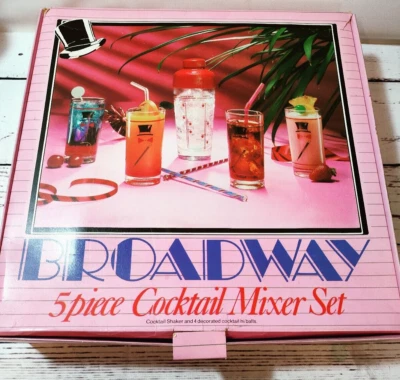 BROADWAY
5 piece Cocktail Mixer Set
Cocktail Shaker and 4 decorated cocktail hi balls.